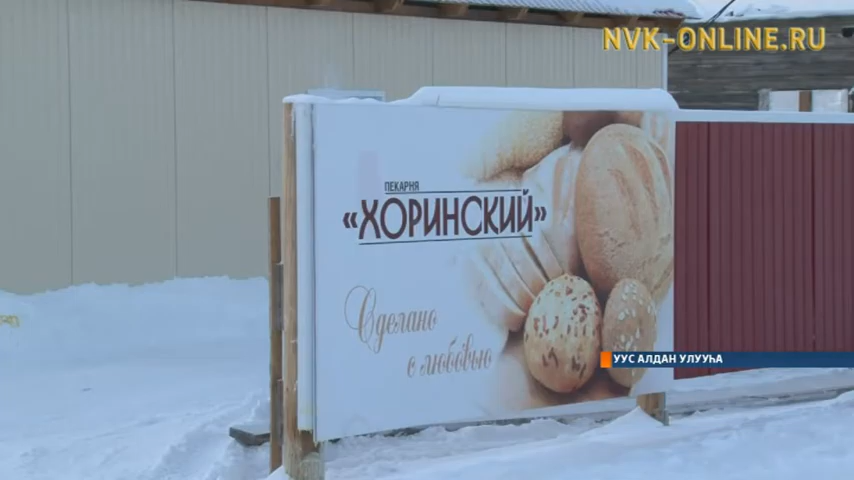 NVK-ONLINE.RU
ПЕКАРНЯ
«ХОРИНСКИЙ»
Сделано
с любовью
УУС АЛДАН УЛУУҺА